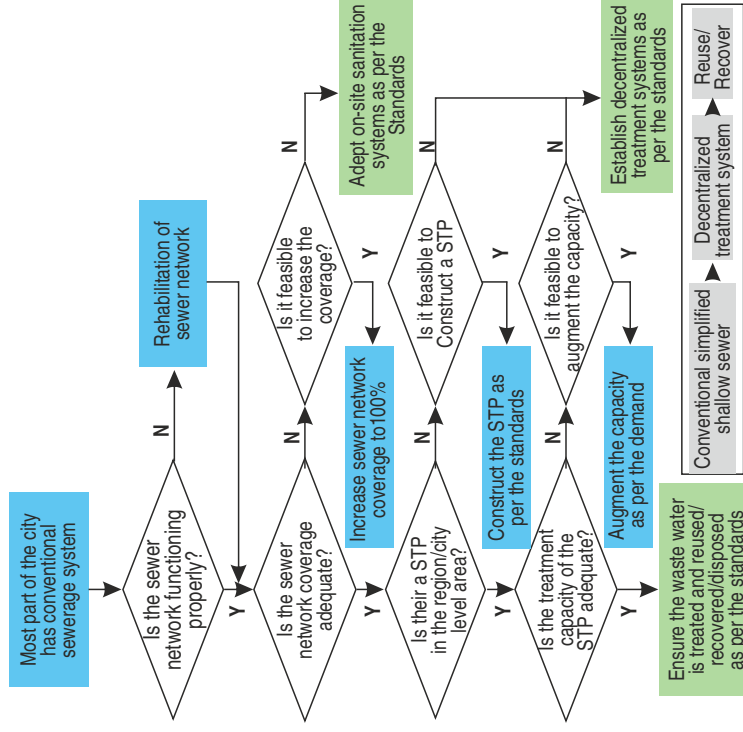 Most part of the city
has conventional
sewerage system
Is the sewer
network functioning
properly?
N
Rehabilitation of
sewer network
Y
Is the sewer
network coverage
adequate?
N
Is it feasible
to increase the
coverage?
N
Adept on-site sanitation
systems as per the
Standards
Y
Increase sewer network
coverage to100%
Y
Is their a STP
in the region/city
level area?
N
Is it feasible to
Construct a STP
N
Y
Construct the STP as
per the standards
Y
Is the treatment
capacity of the
STP adequate?
N
Is it feasible to
augment the capacity?
N
Establish decentralized
treatment systems as
per the standards
Y
Augment the capacity
as per the demand
Y
Ensure the waste water
is treated and reused/
recovered/disposed
as per the standards
Conventional simplified
shallow sewer
Decentralized
treatment system
Reuse/
Recover